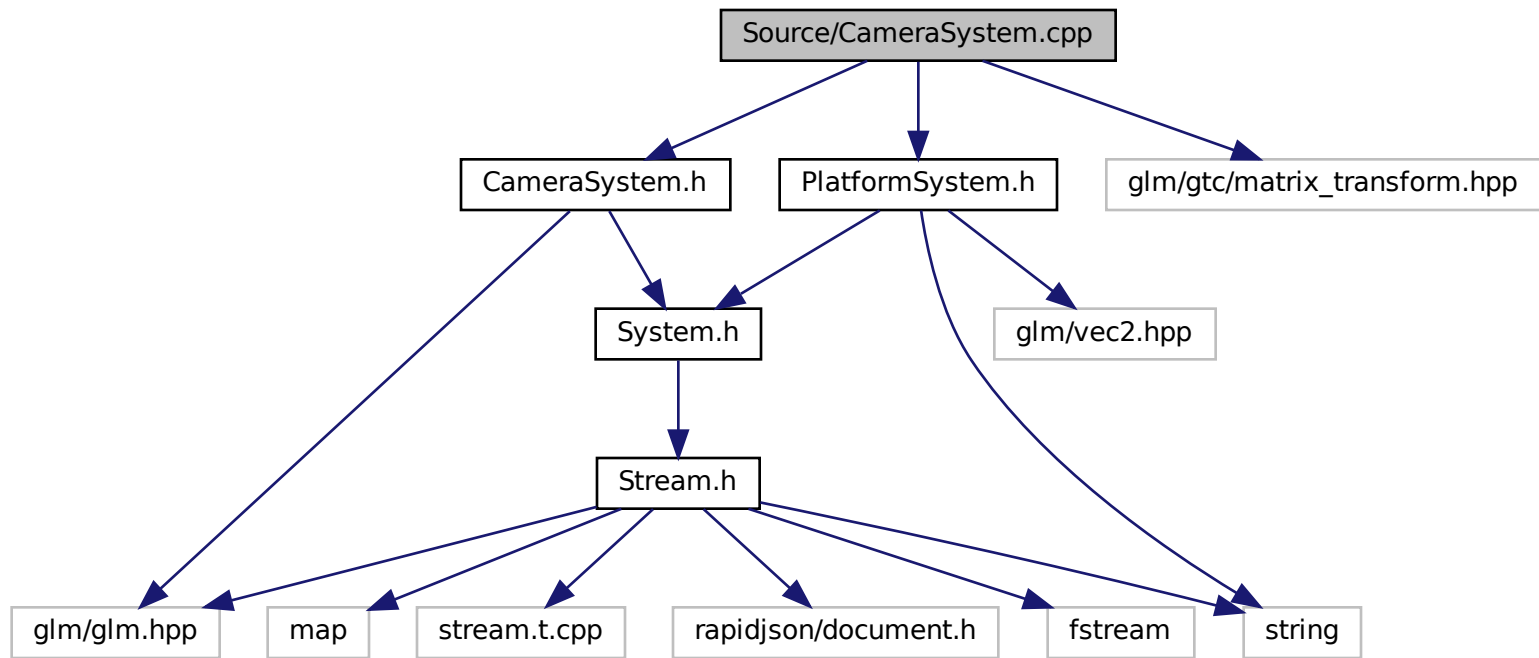 Source/CameraSystem.cpp
CameraSystem.h
PlatformSystem.h
glm/gtc/matrix_transform.hpp
System.h
glm/vec2.hpp
Stream.h
glm/glm.hpp
map
stream.t.cpp
rapidjson/document.h
fstream
string